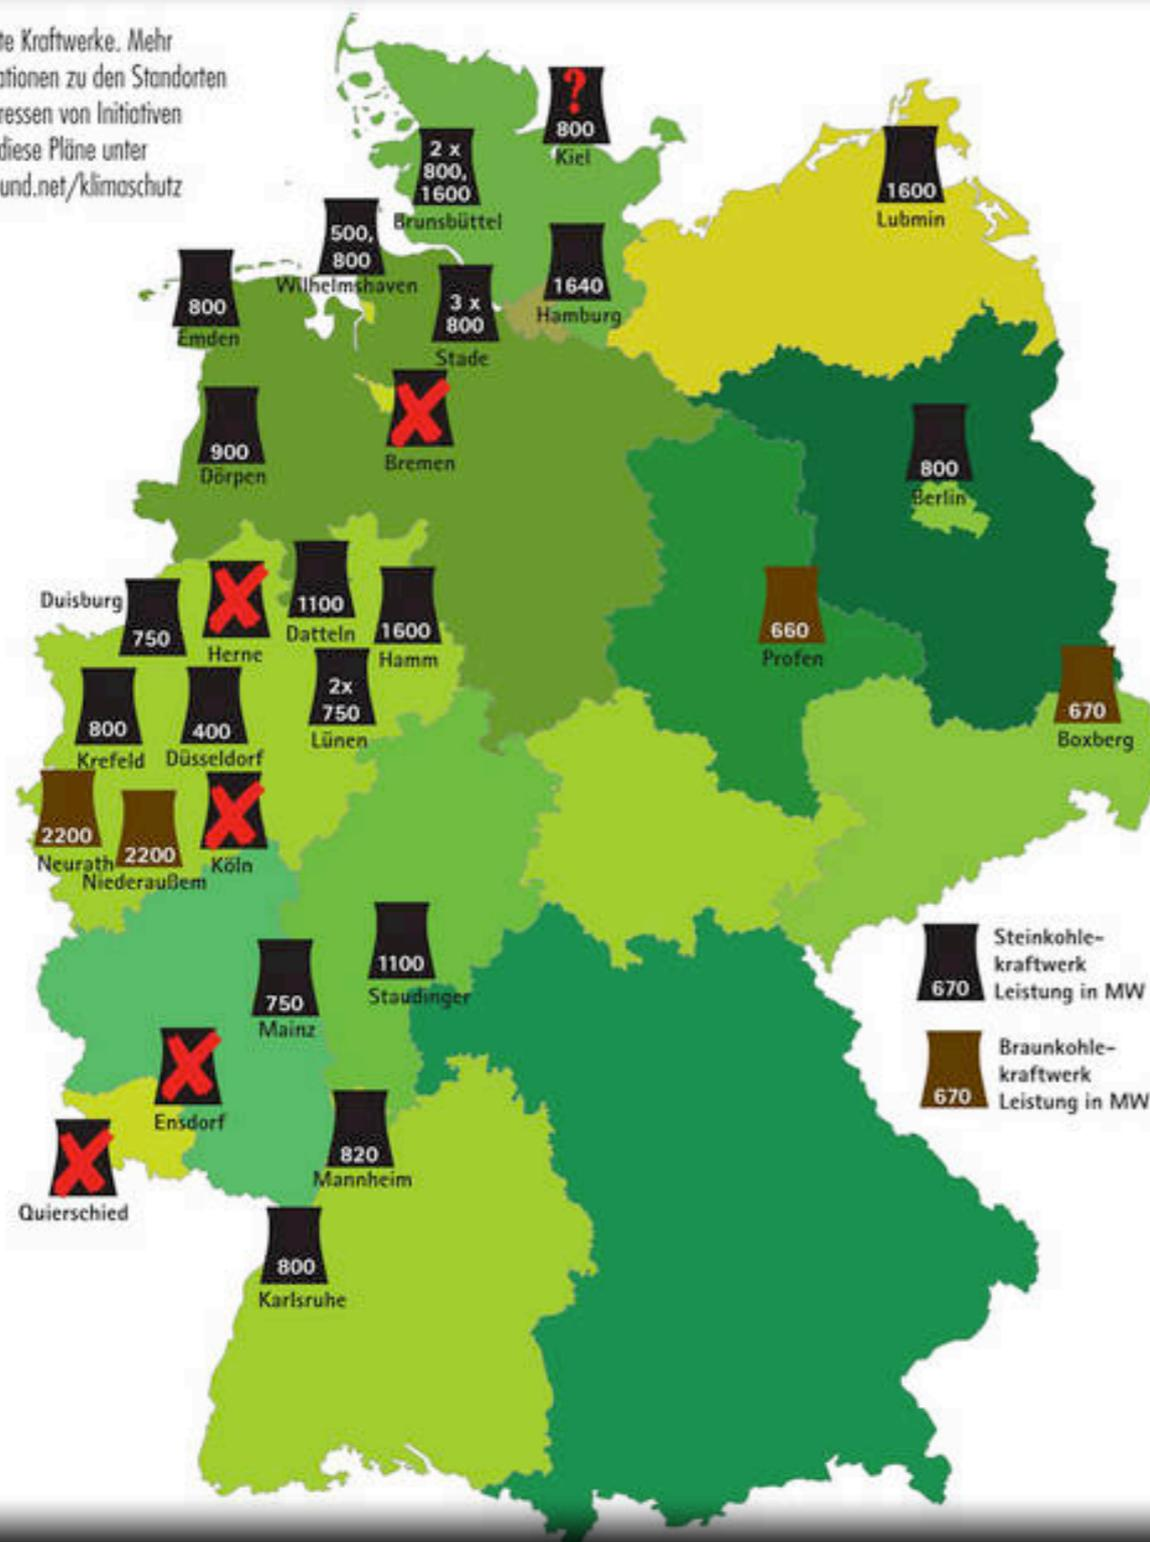 te Kraftwerke. Mehr
ationen zu den Standorten
ressen von Initiativen
diese Pläne unter
und.net/klimaschutz
?
800
Kiel
2 x
800,
1600
Brunsbüttel
1600
Lubmin
500,
800
Wilhelmshaven
1640
Hamburg
800
Emden
3 x
800
Stade
900
Dörpen
Bremen
800
Berlin
Duisburg
750
Herne
1100
Datteln
1600
Hamm
660
Profen
800
Krefeld
400
Düsseldorf
2x
750
Lünen
670
Boxberg
2200
Neurath
2200
Niederaußem
Köln
1100
Staudinger
750
Mainz
670
Steinkohle-
kraftwerk
Leistung in MW
670
Braunkohle-
kraftwerk
Leistung in MW
Ensdorf
820
Mannheim
Quierschied
800
Karlsruhe